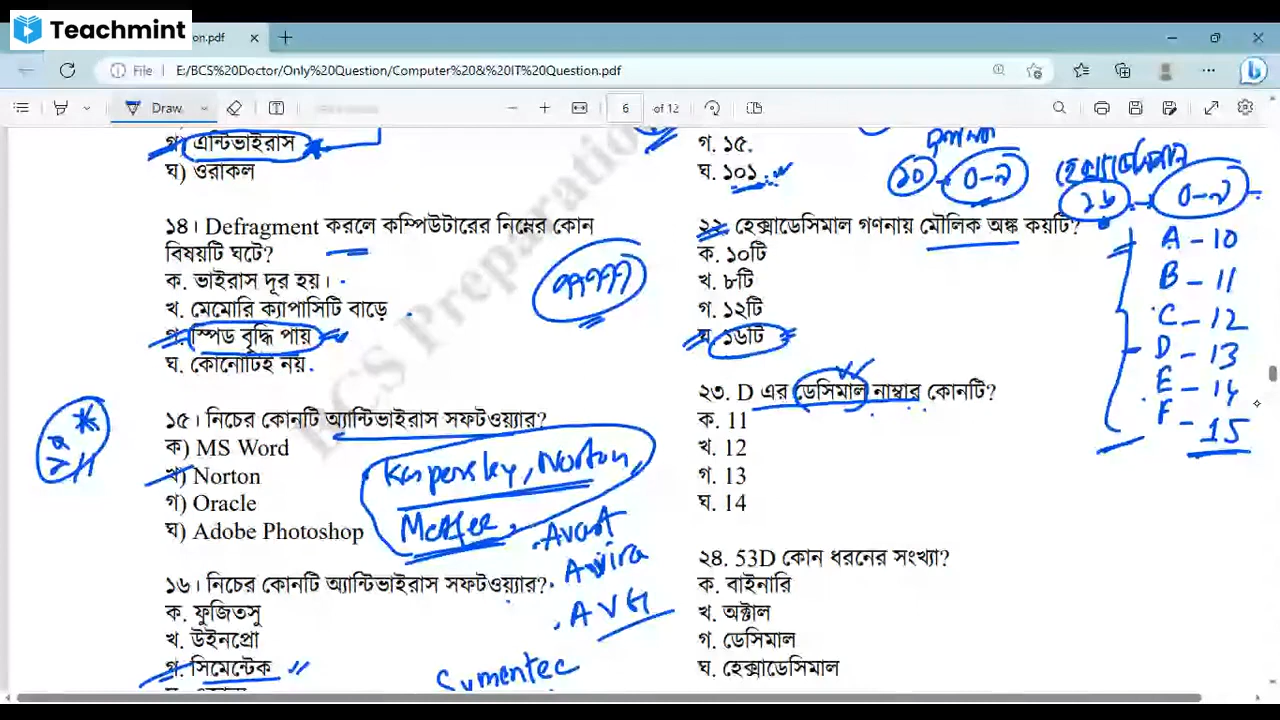 Teachmint
on.pdf
File E:/BCS%20Doctor/Only%20Question/Computer%20&%20IT%20Question.pdf
Draw
6 of 12
গ) এন্টিভাইরাস
ঘ) ওরাকল
১৪। Defragment করলে কম্পিউটারের নিম্নের কোন
বিষয়টি ঘটে?
ক. ভাইরাস দূর হয়।
খ. মেমোরি ক্যাপাসিটি বাড়ে
গ. স্পিড বৃদ্ধি পায়
ঘ. কোনোটিই নয়
১৫। নিচের কোনটি অ্যান্টিভাইরাস সফটওয়্যার?
ক) MS Word
খ) Norton
গ) Oracle
ঘ) Adobe Photoshop
Kaspersky, Norton
McAfee,
Avast
Avira
AVG
১৬। নিচের কোনটি অ্যান্টিভাইরাস সফটওয়্যার?
ক. ফুজিতসু
খ. উইনপ্রো
গ. সিমেন্টেক
Symentec
BCS Preparation
গ. ১৫
ঘ. ১০১
১০ ০-৯
হেক্সাডেসিমাল
১৬ ০-৯
২২. হেক্সাডেসিমাল গণনায় মৌলিক অঙ্ক কয়টি?
ক. ১০টি
খ. ৮টি
গ. ১২টি
ঘ. ১৬টি
A - 10
B - 11
C - 12
D - 13
E - 14
F - 15
২৩. D এর ডেসিমাল নাম্বার কোনটি?
ক. 11
খ. 12
গ. 13
ঘ. 14
২৪. 53D কোন ধরনের সংখ্যা?
ক. বাইনারি
খ. অক্টাল
গ. ডেসিমাল
ঘ. হেক্সাডেসিমাল